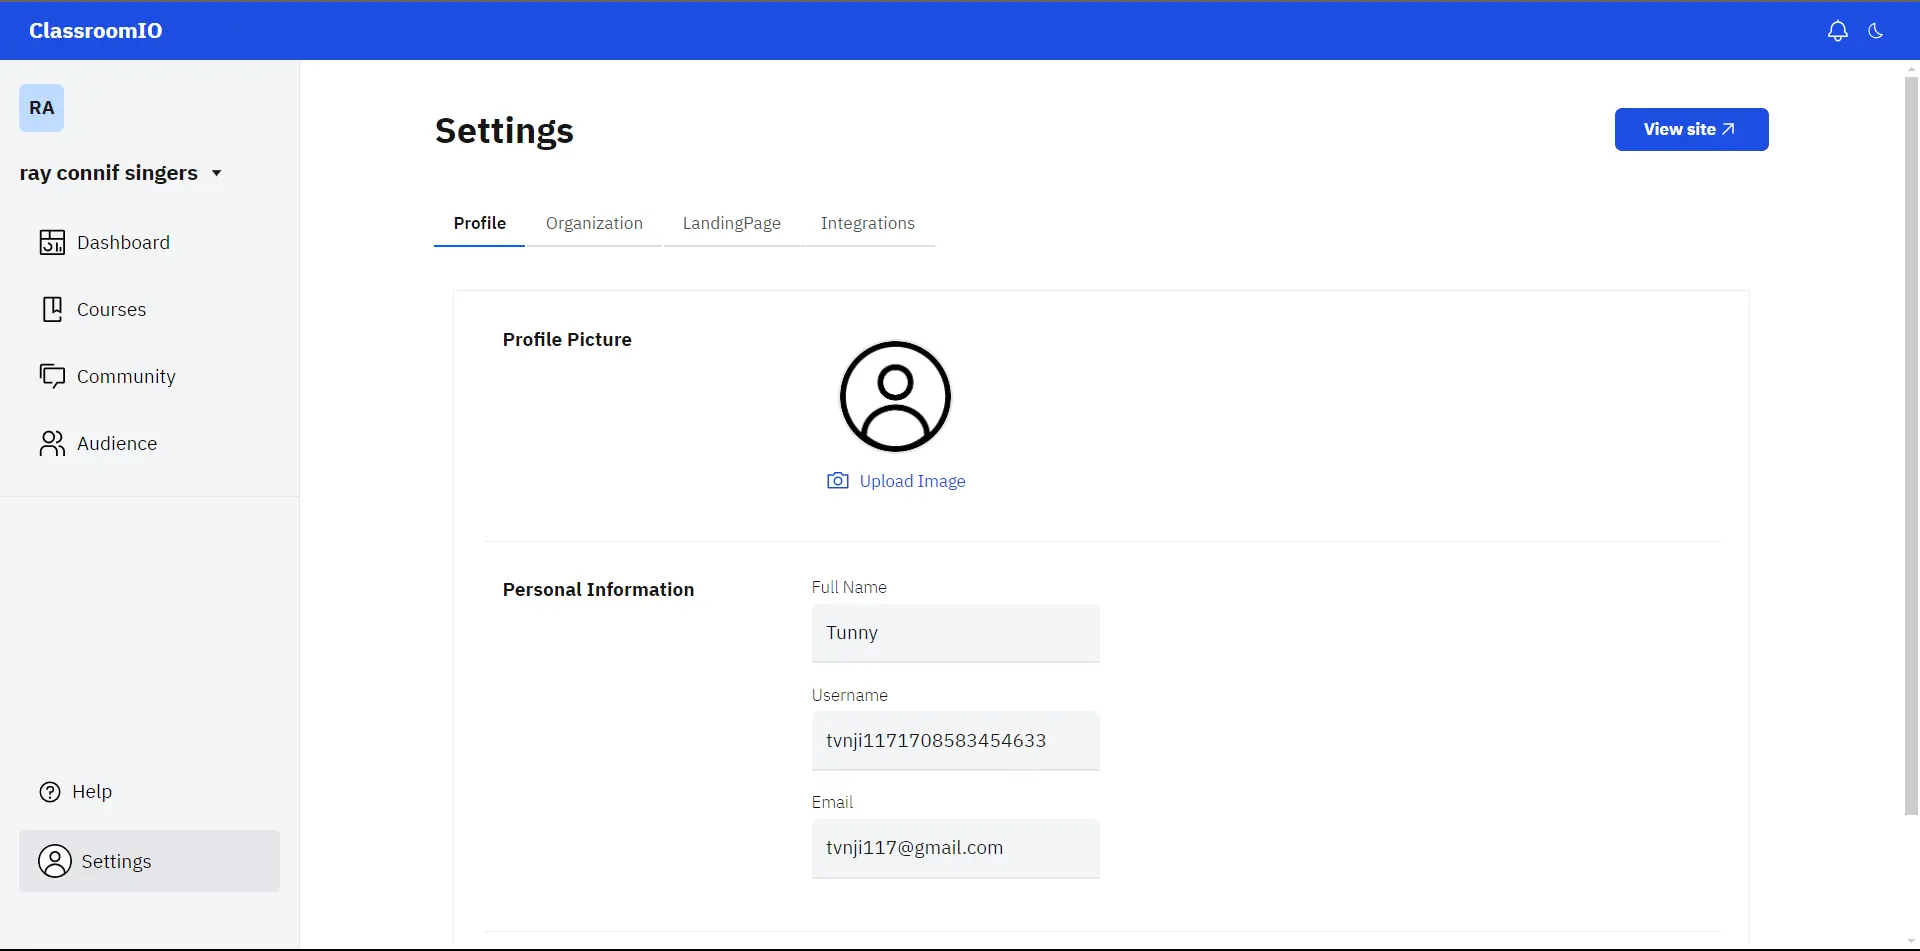 ClassroomIO
RA
ray connif singers
Dashboard
Courses
Community
Audience
Help
Settings
Settings
View site
Profile
Organization
LandingPage
Integrations
Profile Picture
Upload Image
Personal Information
Full Name
Tunny
Username
tvnji1171708583454633
Email
tvnji117@gmail.com